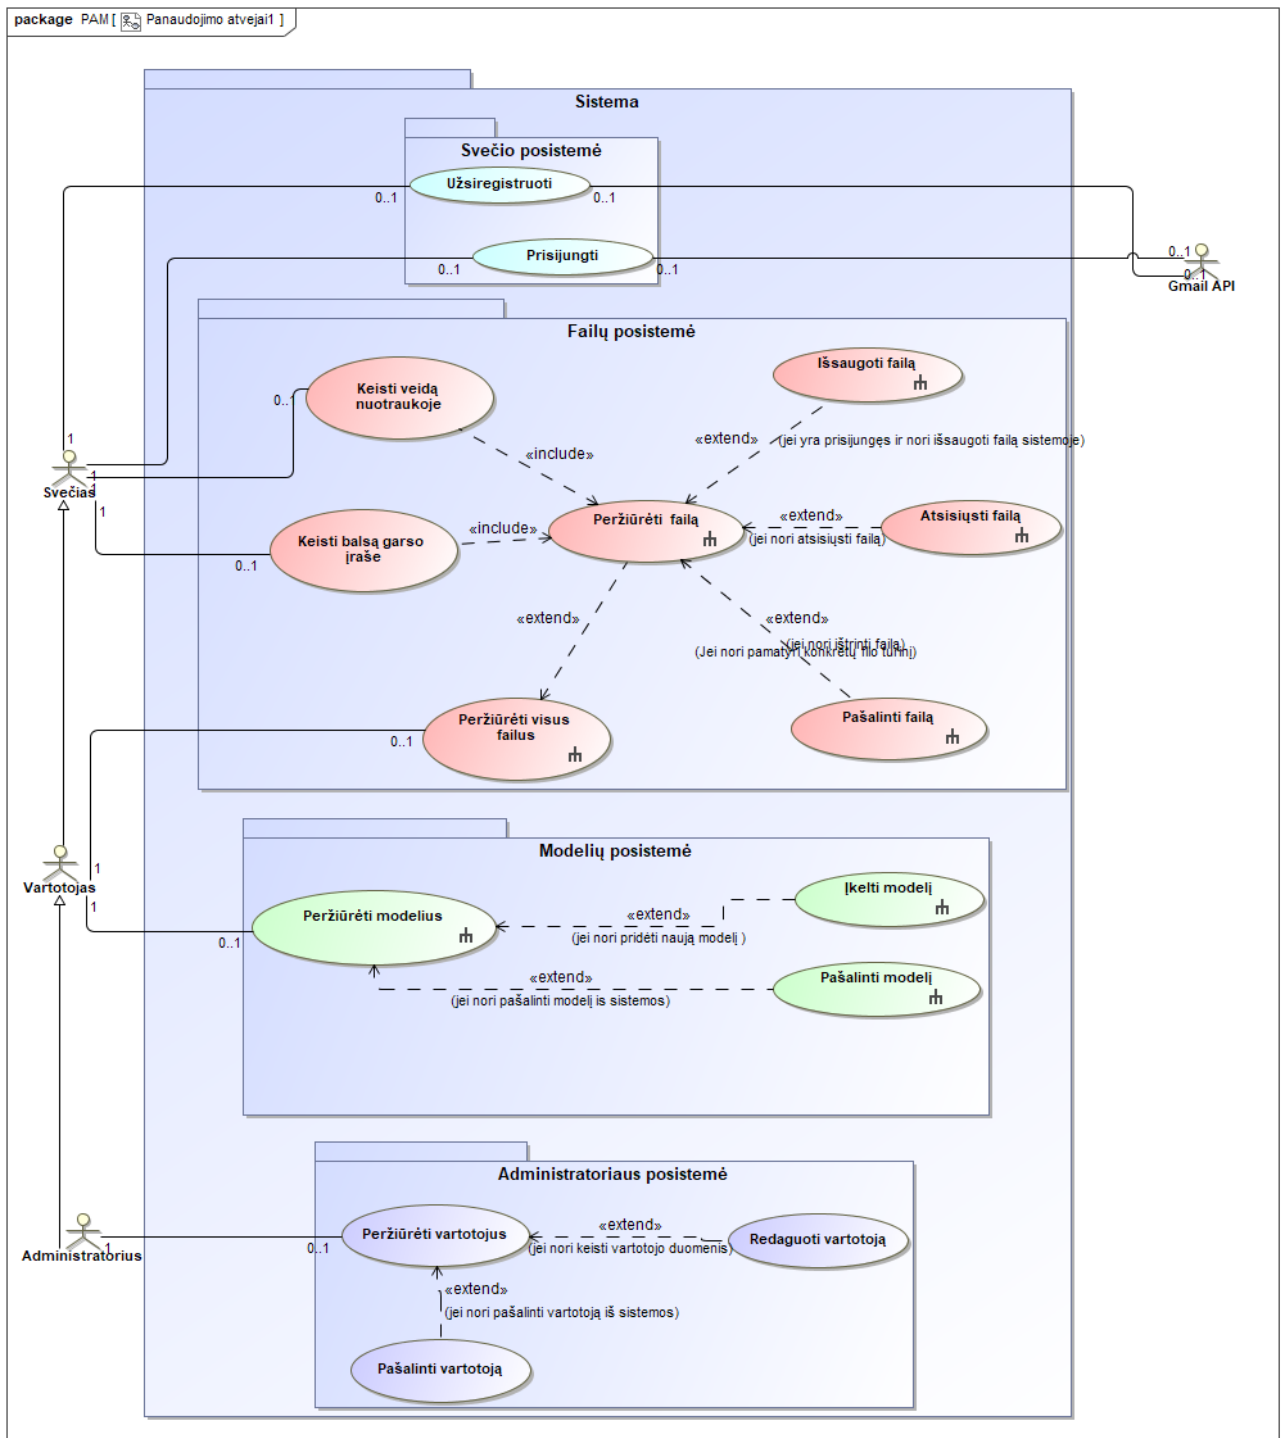 package PAM [ Panaudojimo atvejai1 ]
Sistema
Svečio posistemė
Užsiregistruoti
0..1
0..1
Prisijungti
0..1
0..1
0..1
0..1
Gmail API
Failų posistemė
Keisti veidą
nuotraukoje
0..1
Išsaugoti failą
«extend»
(jei yra prisijungęs ir nori išsaugoti failą sistemoje)
«include»
1
Svečias
1
1
1
Keisti balsą garso
įraše
0..1
«include»
Peržiūrėti  failą
«extend»
(jei nori atsisiųsti failą)
Atsisiųsti failą
«extend»
«extend»
(jei nori ištrinti failą)
(Jei nori pamatyri konkretų filo turinį)
Peržiūrėti visus
failus
0..1
Pašalinti failą
Modelių posistemė
1
Vartotojas
1
Peržiūrėti modelius
0..1
«extend»
(jei nori pridėti naują modelį )
Įkelti modelį
«extend»
(jei nori pašalinti modelį is sistemos)
Pašalinti modelį
Administratoriaus posistemė
Administratorius
1
0..1
Peržiūrėti vartotojus
«extend»
(jei nori keisti vartotojo duomenis)
Redaguoti vartotoją
«extend»
(jei nori pašalinti vartotoją iš sistemos)
Pašalinti vartotoją